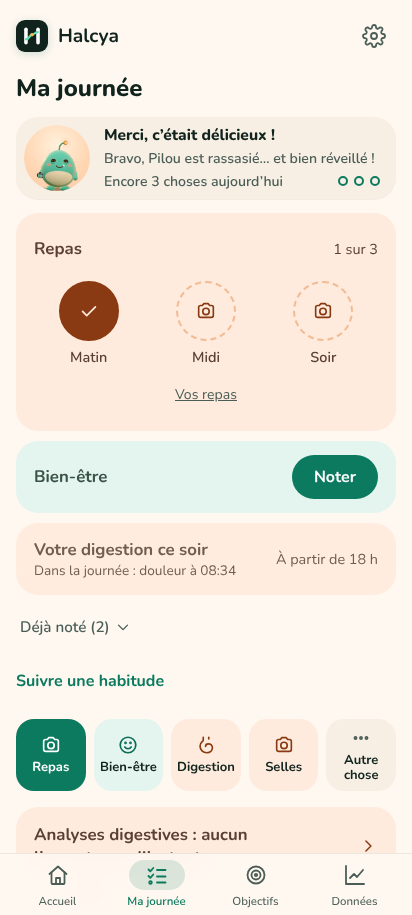 Halcya
Ma journée
Merci, c’était délicieux !
Bravo, Pilou est rassasié… et bien réveillé !
Encore 3 choses aujourd’hui
Repas
1 sur 3
Matin
Midi
Soir
Vos repas
Bien-être
Noter
Votre digestion ce soir
Dans la journée : douleur à 08:34
À partir de 18 h
Déjà noté (2)
Suivre une habitude
Repas
Bien-être
Digestion
Selles
Autre
chose
Analyses digestives : aucun
Accueil
Ma journée
Objectifs
Données